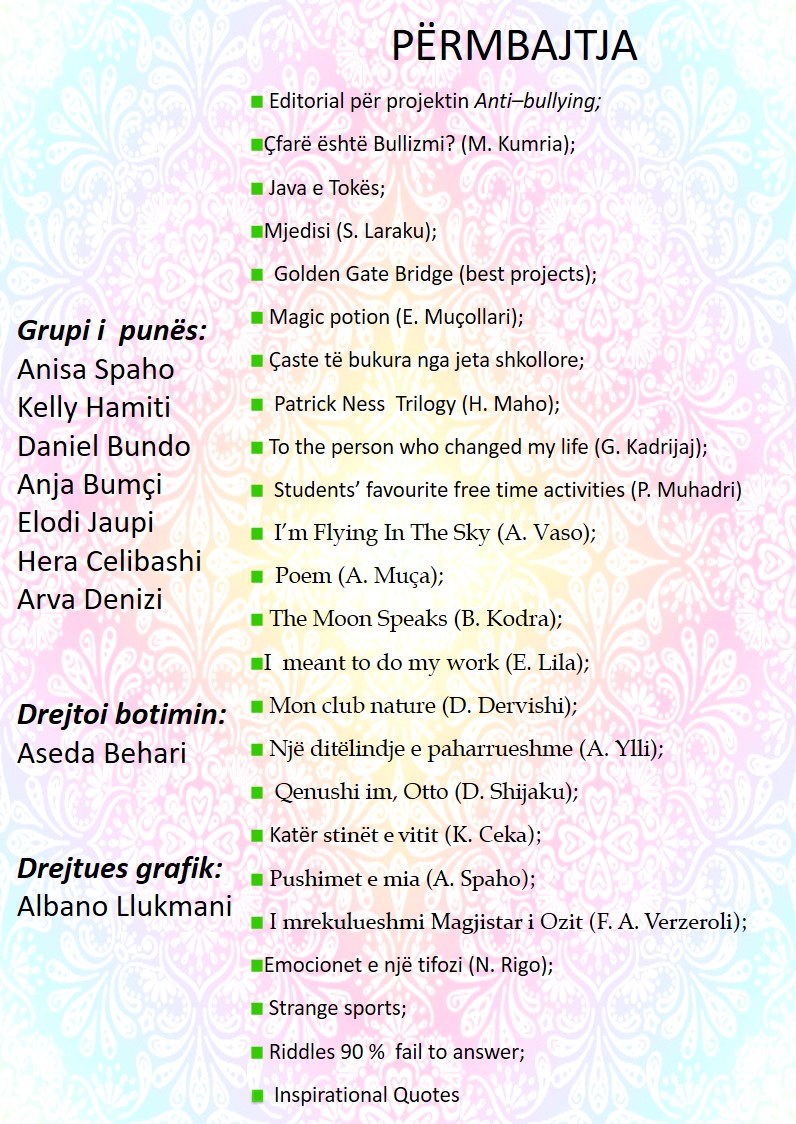 PËRMBAJTJA
Editorial për projektin Anti–bullying;
Çfarë është Bullizmi? (M. Kumria);
Java e Tokës;
Mjedisi (S. Laraku);
Golden Gate Bridge (best projects);
Magic potion (E. Muçollari);
Çaste të bukura nga jeta shkollore;
Patrick Ness Trilogy (H. Maho);
To the person who changed my life (G. Kadrijaj);
Students’ favourite free time activities (P. Muhadri)
I’m Flying In The Sky (A. Vaso);
Poem (A. Muça);
The Moon Speaks (B. Kodra);
I meant to do my work (E. Lila);
Mon club nature (D. Dervishi);
Një ditëlindje e paharrueshme (A. Ylli);
Qenushi im, Otto (D. Shijaku);
Katër stinët e vitit (K. Ceka);
Pushimet e mia (A. Spaho);
I mrekulueshmi Magjistar i Ozit (F. A. Verzeroli);
Emocionet e një tifozi (N. Rigo);
Strange sports;
Riddles 90 % fail to answer;
Inspirational Quotes
Grupi i punës:
Anisa Spaho
Kelly Hamiti
Daniel Bundo
Anja Bumçi
Elodi Jaupi
Hera Celibashi
Arva Denizi
Drejtoi botimin:
Aseda Behari
Drejtues grafik:
Albano Llukmani